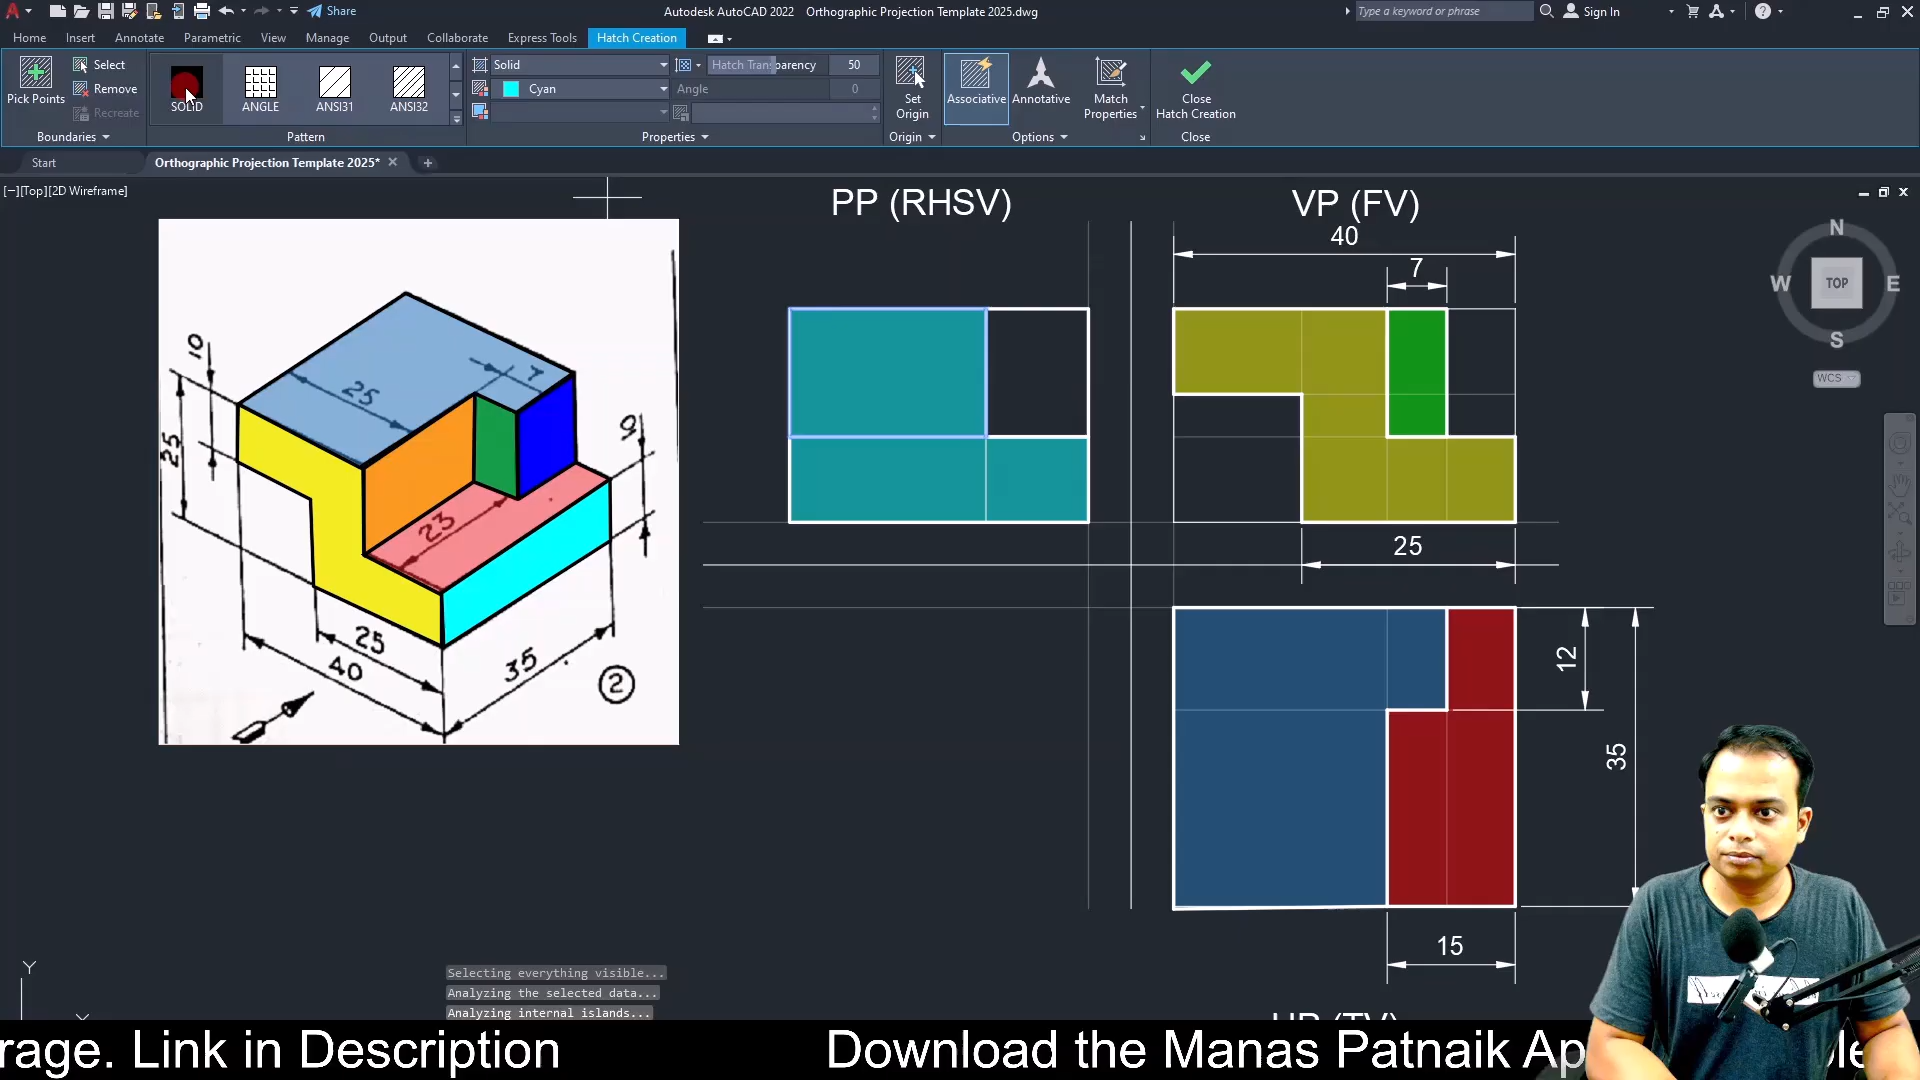 Share
Autodesk AutoCAD 2022 Orthographic Projection Template 2025.dwg
Type a keyword or phrase
Sign In
Home Insert Annotate Parametric View Manage Output Collaborate Express Tools Hatch Creation
Pick Points
Select
Remove
Recreate
Boundaries
SOLID
ANGLE
ANSI31
ANSI32
Pattern
Solid
Cyan
Hatch Transparency 50
Angle 0
Properties
Set Origin
Origin
Associative
Annotative
Match Properties
Options
Close Hatch Creation
Close
Start
Orthographic Projection Template 2025*
[−][Top][2D Wireframe]
PP (RHSV)
VP (FV)
40
7
25
12
35
15
10
25
25
7
10
23
25
40
35
2
N
W
TOP
E
S
WCS
Y
Selecting everything visible...
Analyzing the selected data...
Analyzing internal islands...
rage. Link in Description
Download the Manas Patnaik Ap